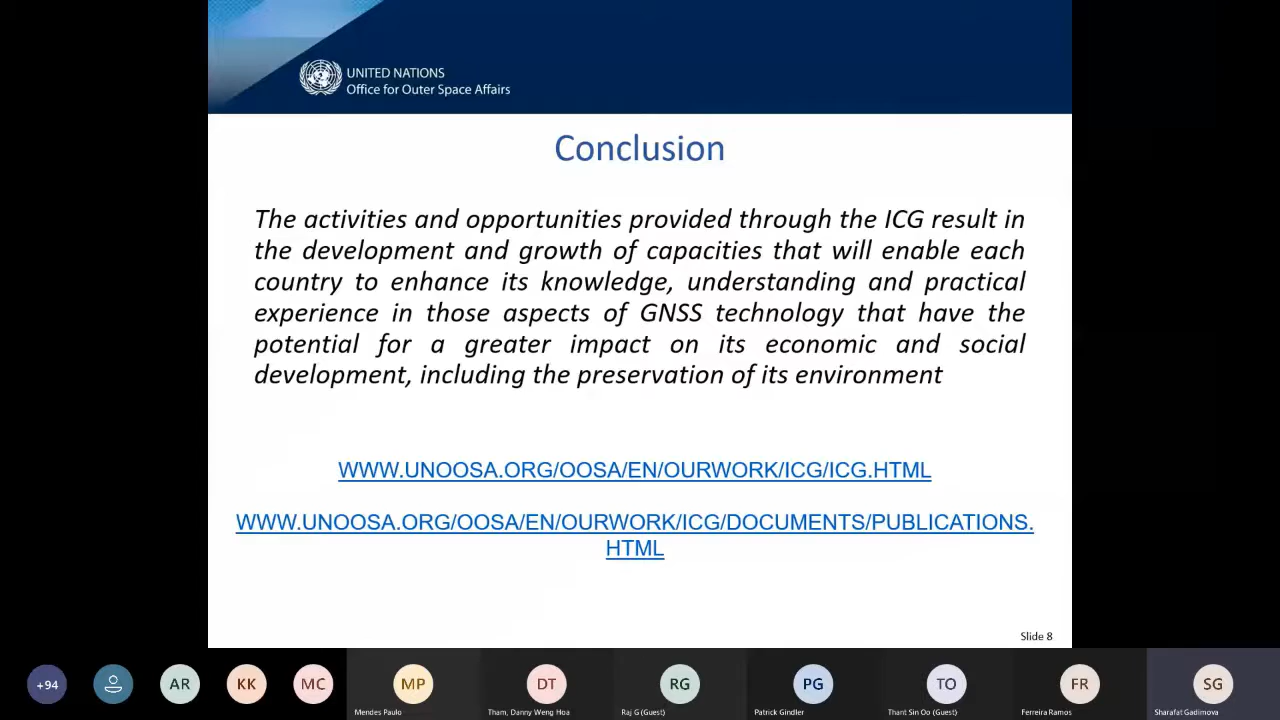 UNITED NATIONS
Office for Outer Space Affairs
Conclusion
The activities and opportunities provided through the ICG result in
the development and growth of capacities that will enable each
country to enhance its knowledge, understanding and practical
experience in those aspects of GNSS technology that have the
potential for a greater impact on its economic and social
development, including the preservation of its environment
WWW.UNOOSA.ORG/OOSA/EN/OURWORK/ICG/ICG.HTML
WWW.UNOOSA.ORG/OOSA/EN/OURWORK/ICG/DOCUMENTS/PUBLICATIONS.
HTML
Slide 8
+94 AR KK MC MP DT RG PG TO FR SG
Mendes Paulo Tham, Danny Weng Hoa Raj G (Guest) Patrick Gindler Thant Sin Oo (Guest) Ferreira Ramos Sharafat Gadimova